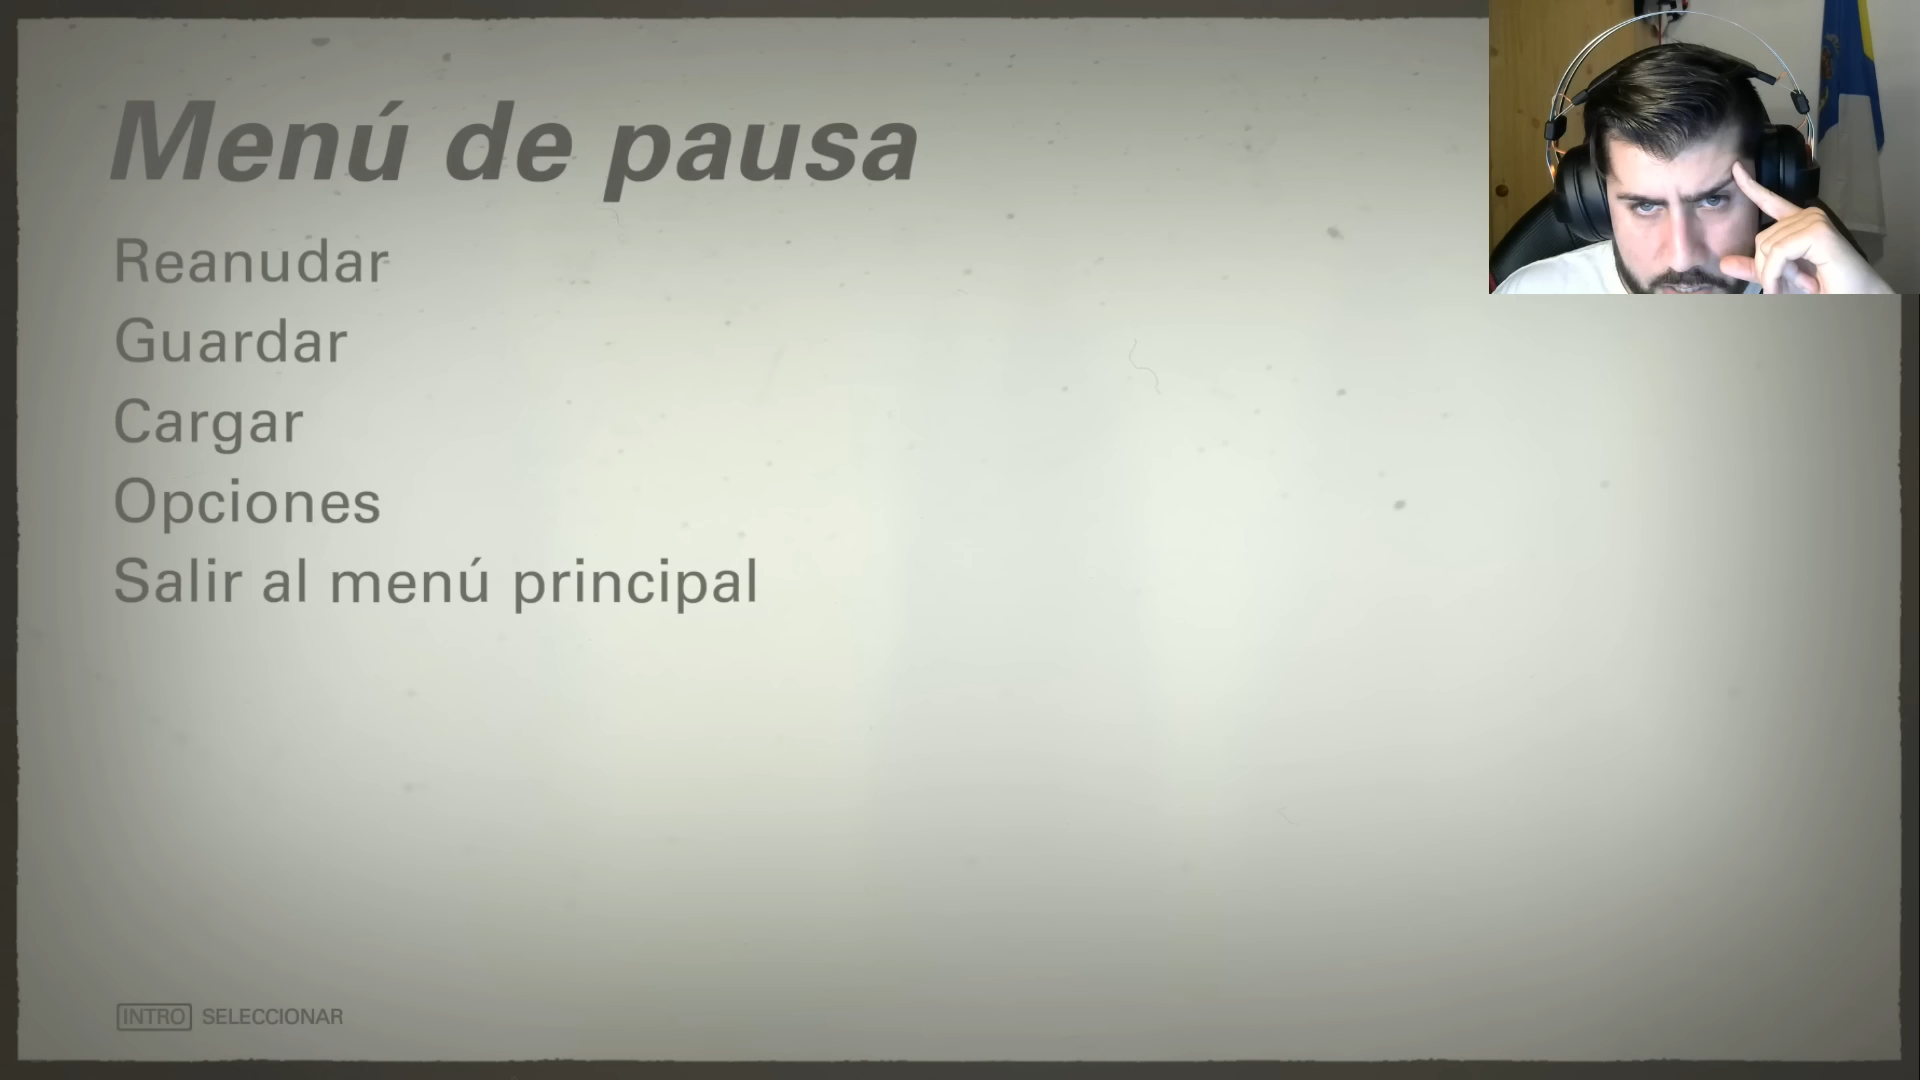 Menú de pausa
Reanudar
Guardar
Cargar
Opciones
Salir al menú principal
INTRO SELECCIONAR